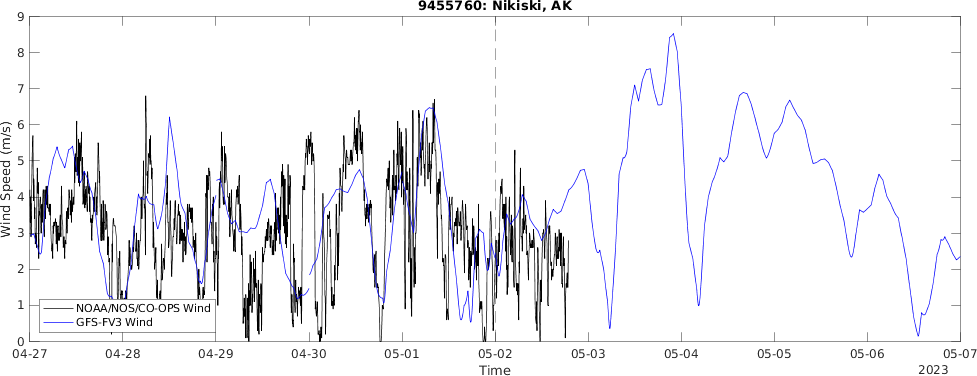 9455760: Nikiski, AK
Wind Speed (m/s)
9
8
7
6
5
4
3
2
1
0
NOAA/NOS/CO-OPS Wind
GFS-FV3 Wind
04-27 04-28 04-29 04-30 05-01 05-02 05-03 05-04 05-05 05-06 05-07
Time
2023